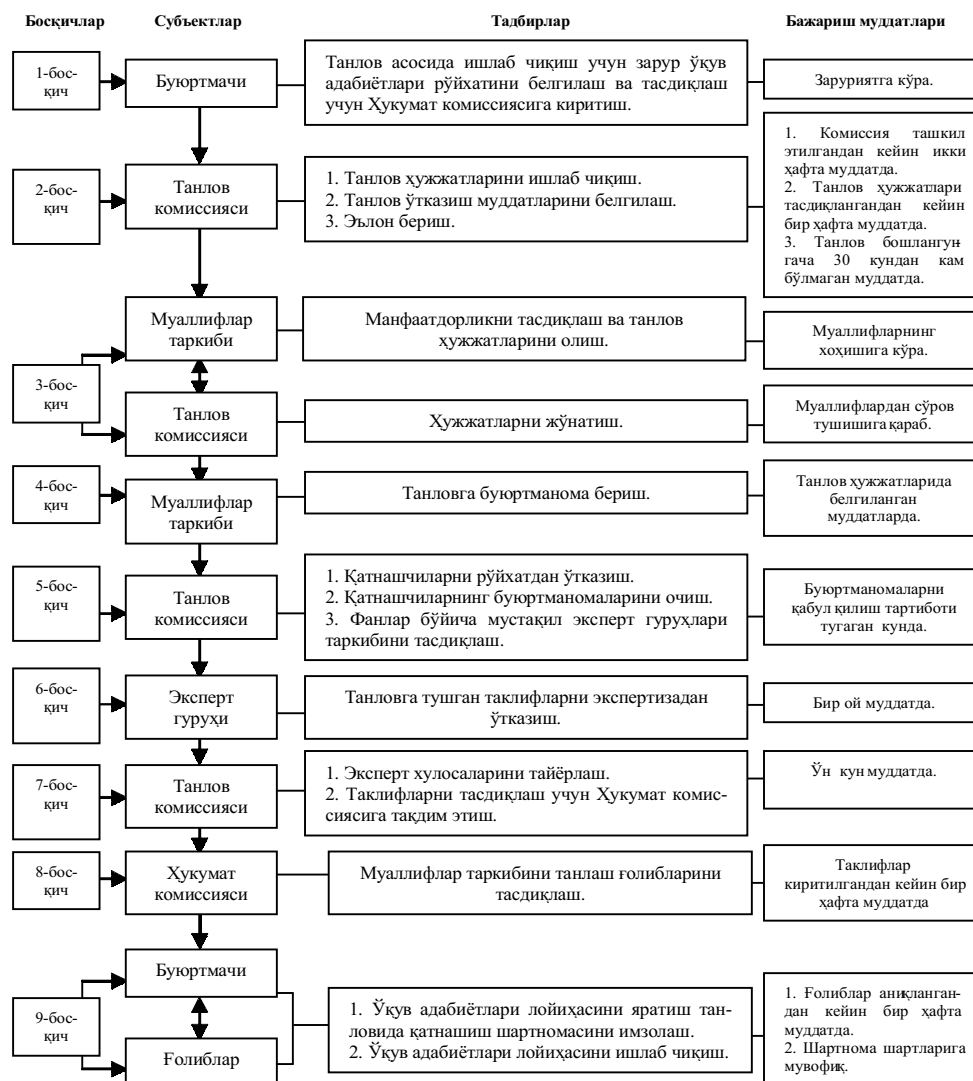 Босқичлар Субъектлар Тадбирлар Бажариш муддатлари
1-бос-
қич
Буюртмачи
Танлов асосида ишлаб чиқиш учун зарур ўқув
адабиётлари рўйхатини белгилаш ва тасдиқлаш
учун Ҳукумат комиссиясига киритиш.
Заруриятга кўра.
2-бос-
қич
Танлов
комиссияси
1. Танлов ҳужжатларини ишлаб чиқиш.
2. Танлов ўтказиш муддатларини белгилаш.
3. Эълон бериш.
1. Комиссия ташкил
этилгандан кейин икки
ҳафта муддатда.
2. Танлов ҳужжатлари
тасдиқлангандан кейин
бир ҳафта муддатда.
3. Танлов бошлангун-
гача 30 кундан кам
бўлмаган муддатда.
3-бос-
қич
Муаллифлар
таркиби
Манфаатдорликни тасдиқлаш ва танлов
ҳужжатларини олиш.
Муаллифларнинг
хоҳишига кўра.
Танлов
комиссияси
Ҳужжатларни жўнатиш.
Муаллифлардан сўров
тушишига қараб.
4-бос-
қич
Муаллифлар
таркиби
Танловга буюртманома бериш.
Танлов ҳужжатларида
белгиланган
муддатларда.
5-бос-
қич
Танлов
комиссияси
1. Қатнашчиларни рўйхатдан ўтказиш.
2. Қатнашчиларнинг буюртманомаларини очиш.
3. Фанлар бўйича мустақил эксперт гуруҳлари
таркибини тасдиқлаш.
Буюртманомаларни
қабул қилиш тартиботи
тугаган кунда.
6-бос-
қич
Эксперт
гуруҳи
Танловга тушган таклифларни экспертизадан
ўтказиш.
Бир ой муддатда.
7-бос-
қич
Танлов
комиссияси
1. Эксперт хулосаларини тайёрлаш.
2. Таклифларни тасдиқлаш учун Ҳукумат комис-
сиясига тақдим этиш.
Ўн кун муддатда.
8-бос-
қич
Ҳукумат
комиссияси
Муаллифлар таркибини танлаш ғолибларини
тасдиқлаш.
Таклифлар
киритилгандан кейин бир
ҳафта муддатда
9-бос-
қич
Буюртмачи
Ғолиблар
1. Ўқув адабиётлари лойиҳасини яратиш тан-
ловида қатнашиш шартномасини имзолаш.
2. Ўқув адабиётлари лойиҳасини ишлаб чиқиш.
1. Ғолиблар аниқланган-
дан кейин бир ҳафта
муддатда.
2. Шартнома шартларига
мувофиқ.